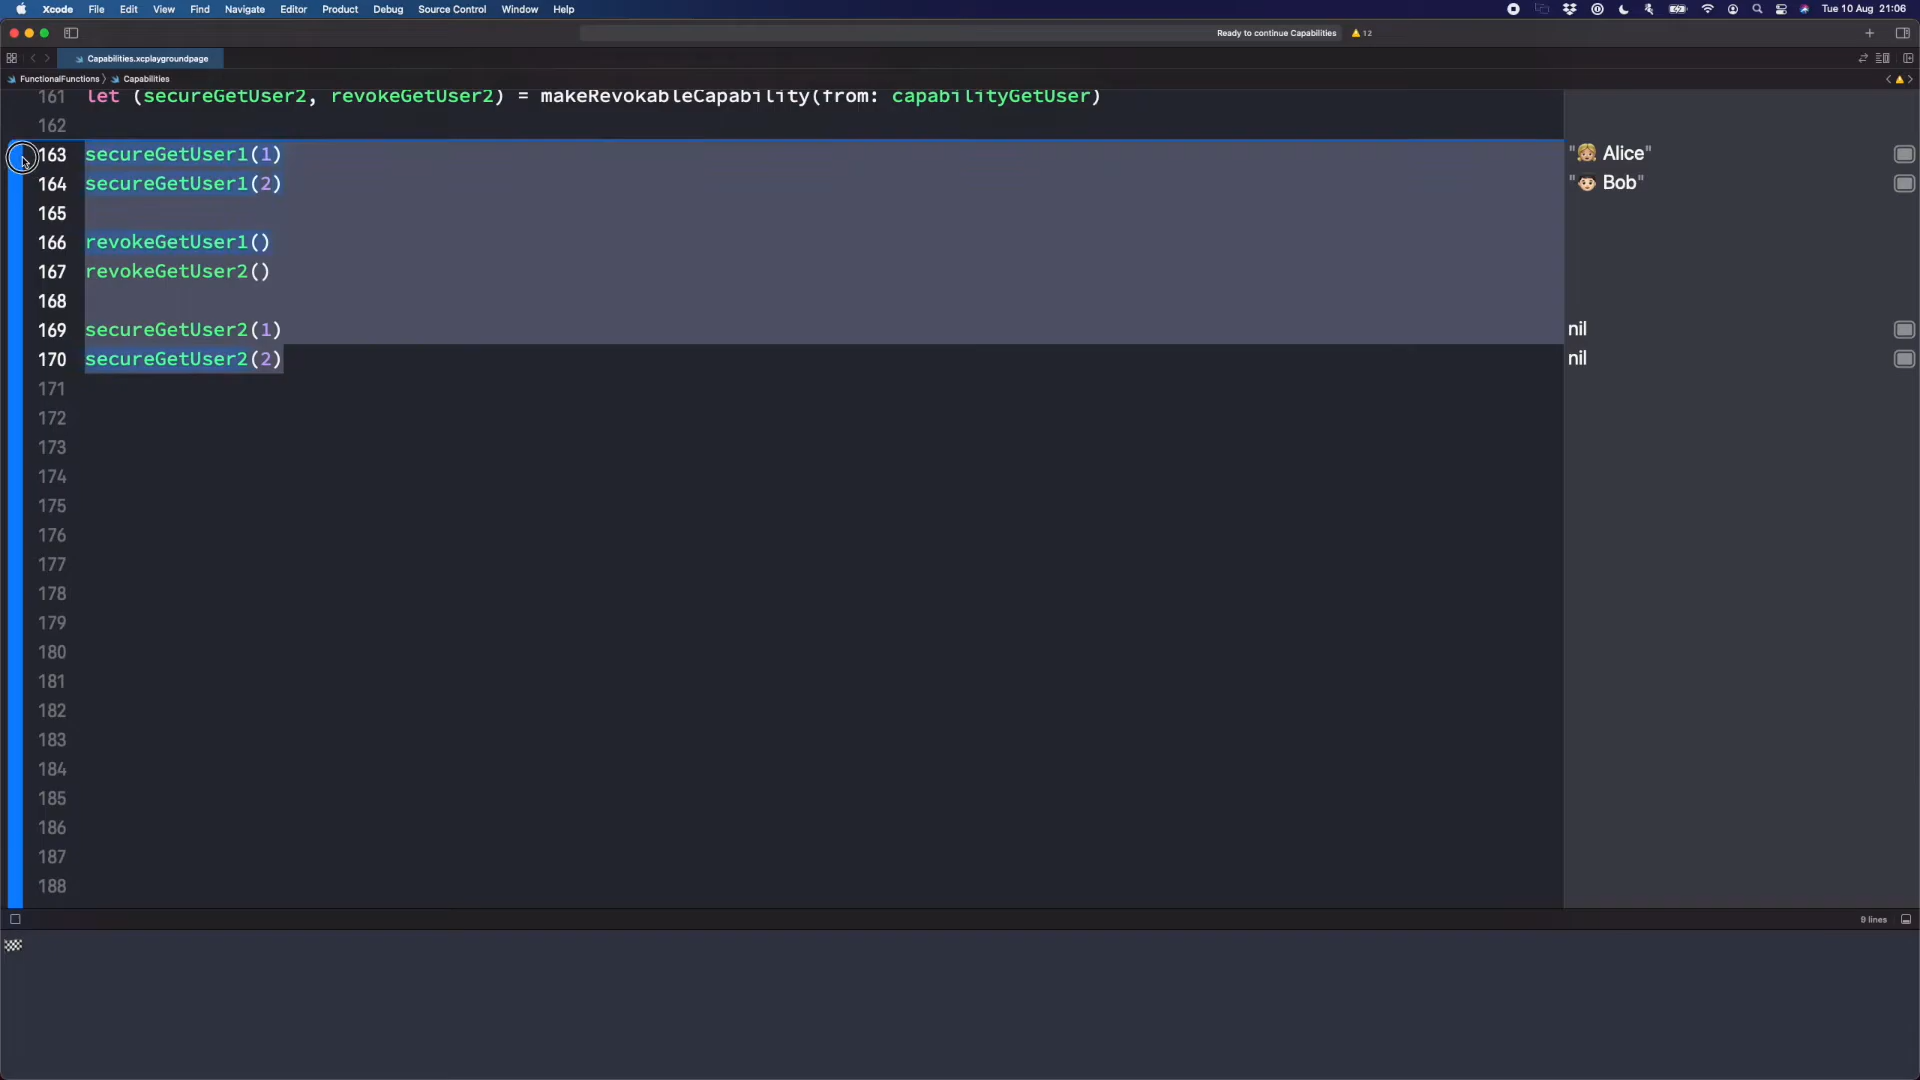 Xcode File Edit View Find Navigate Editor Product Debug Source Control Window Help Tue 10 Aug 21:06
Ready to continue Capabilities 12
Capabilities.xcplaygroundpage
FunctionalFunctions Capabilities
161 let (secureGetUser2, revokeGetUser2) = makeRevokableCapability(from: capabilityGetUser)
162
163 secureGetUser1(1) "👧🏼 Alice"
164 secureGetUser1(2) "👦🏻 Bob"
165
166 revokeGetUser1()
167 revokeGetUser2()
168
169 secureGetUser2(1) nil
170 secureGetUser2(2) nil
171
172
173
174
175
176
177
178
179
180
181
182
183
184
185
186
187
188
9 lines